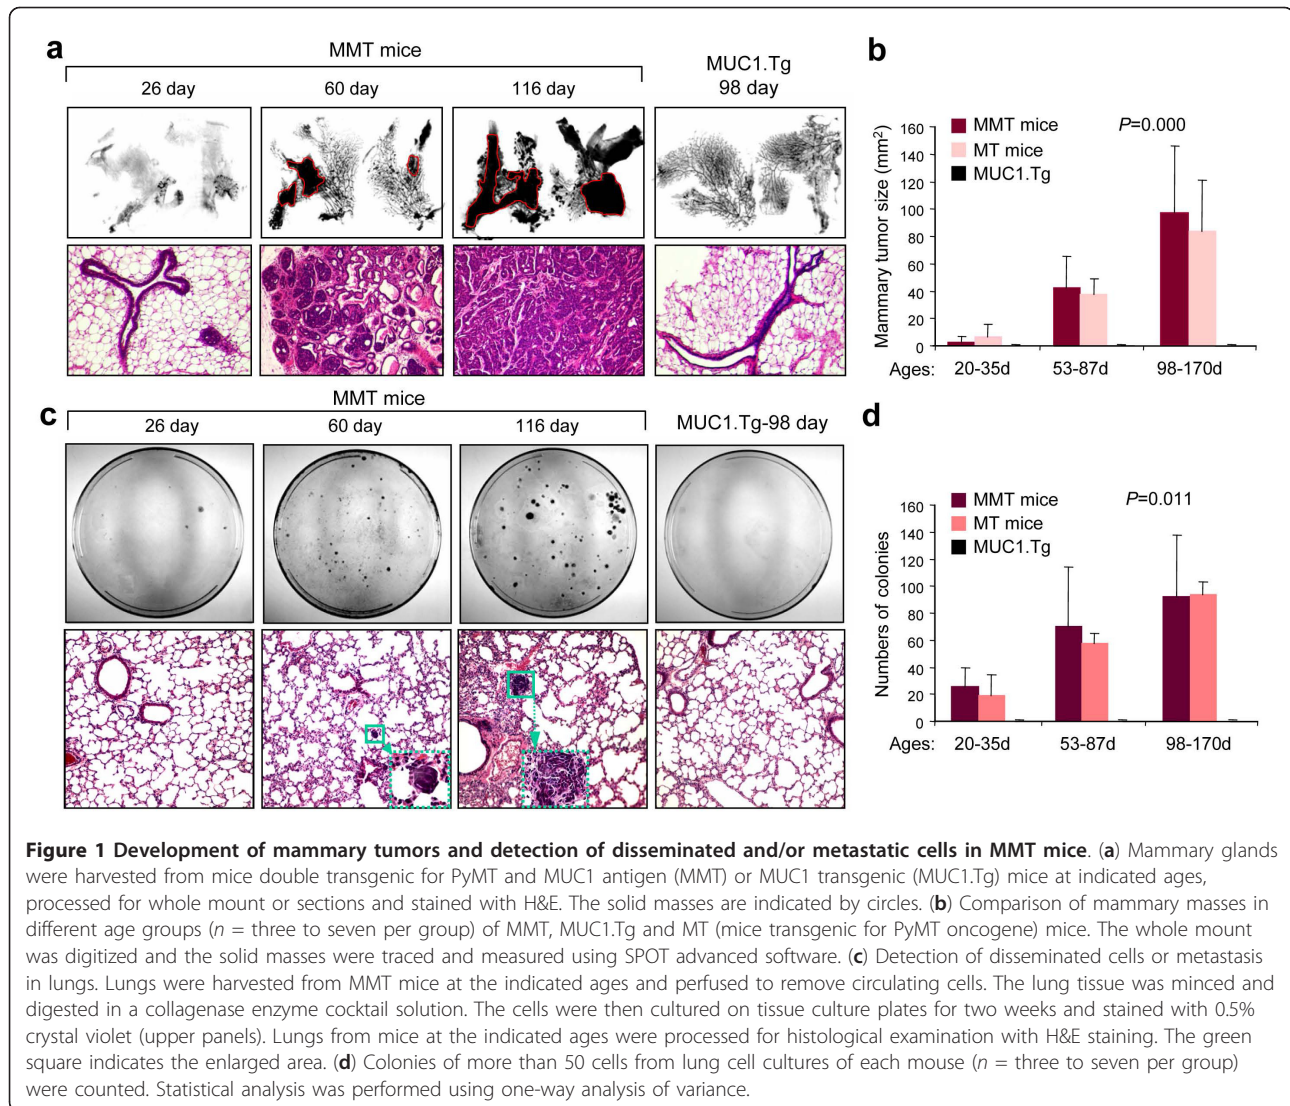 a
MMT mice
26 day
60 day
116 day
MUC1.Tg
98 day
b
MMT mice
MT mice
MUC1.Tg
P=0.000
Mammary tumor size (mm²)
160
140
120
100
80
60
40
20
0
Ages:
20-35d
53-87d
98-170d
c
MMT mice
26 day
60 day
116 day
MUC1.Tg-98 day
d
MMT mice
MT mice
MUC1.Tg
P=0.011
Numbers of colonies
160
140
120
100
80
60
40
20
0
Ages:
20-35d
53-87d
98-170d
Figure 1 Development of mammary tumors and detection of disseminated and/or metastatic cells in MMT mice. (a) Mammary glands
were harvested from mice double transgenic for PyMT and MUC1 antigen (MMT) or MUC1 transgenic (MUC1.Tg) mice at indicated ages,
processed for whole mount or sections and stained with H&E. The solid masses are indicated by circles. (b) Comparison of mammary masses in
different age groups (n = three to seven per group) of MMT, MUC1.Tg and MT (mice transgenic for PyMT oncogene) mice. The whole mount
was digitized and the solid masses were traced and measured using SPOT advanced software. (c) Detection of disseminated cells or metastasis
in lungs. Lungs were harvested from MMT mice at the indicated ages and perfused to remove circulating cells. The lung tissue was minced and
digested in a collagenase enzyme cocktail solution. The cells were then cultured on tissue culture plates for two weeks and stained with 0.5%
crystal violet (upper panels). Lungs from mice at the indicated ages were processed for histological examination with H&E staining. The green
square indicates the enlarged area. (d) Colonies of more than 50 cells from lung cell cultures of each mouse (n = three to seven per group)
were counted. Statistical analysis was performed using one-way analysis of variance.